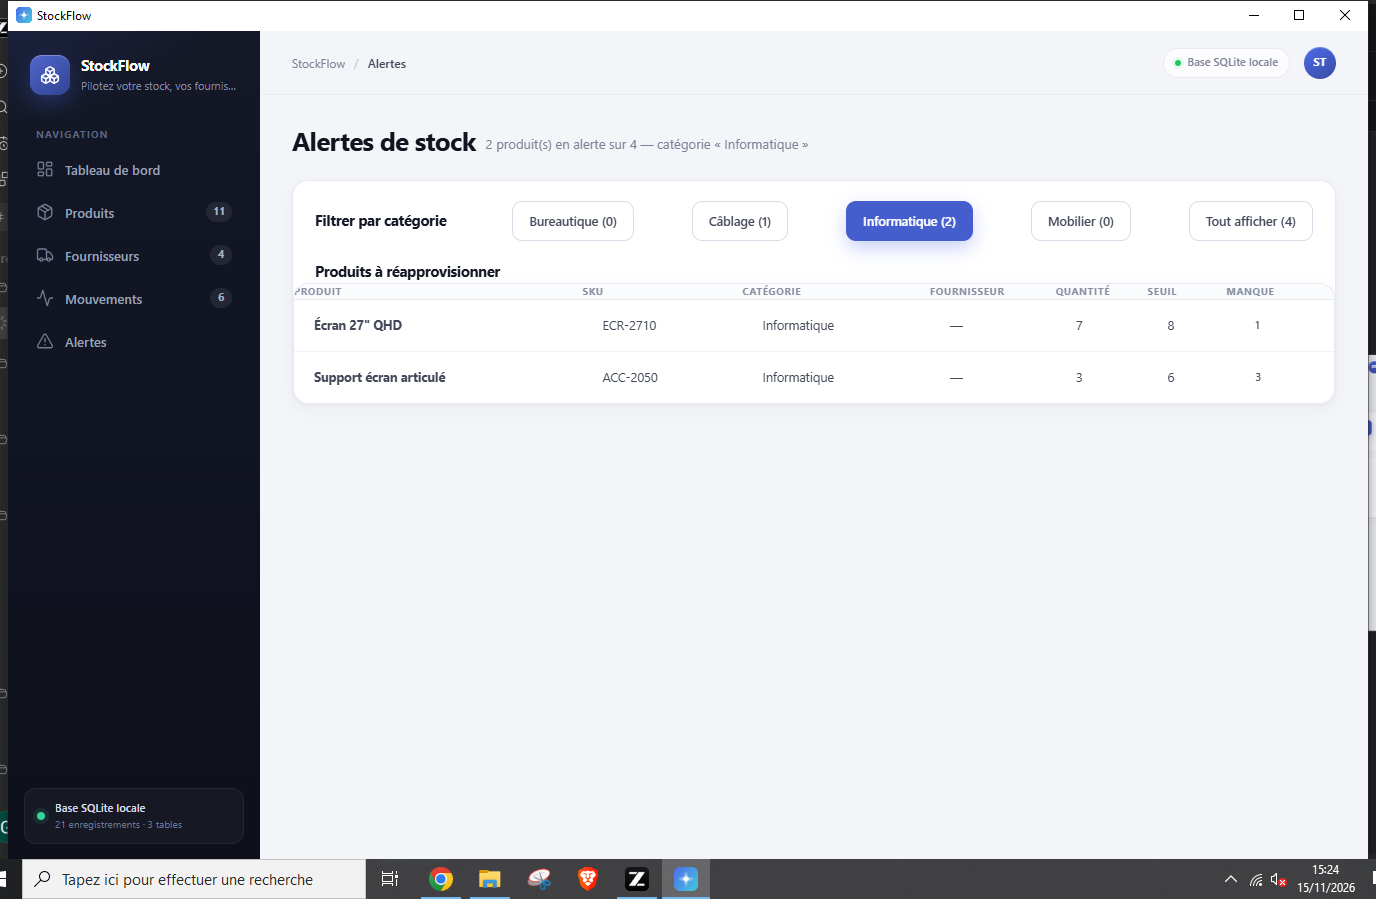 StockFlow
StockFlow
Pilotez votre stock, vos fournis...
NAVIGATION
Tableau de bord
Produits 11
Fournisseurs 4
Mouvements 6
Alertes
Base SQLite locale
21 enregistrements · 3 tables
StockFlow / Alertes
Base SQLite locale
ST
Alertes de stock 2 produit(s) en alerte sur 4 — catégorie « Informatique »
Filtrer par catégorie Bureautique (0) Câblage (1) Informatique (2) Mobilier (0) Tout afficher (4)
Produits à réapprovisionner
PRODUIT SKU CATÉGORIE FOURNISSEUR QUANTITÉ SEUIL MANQUE
Écran 27" QHD ECR-2710 Informatique — 7 8 1
Support écran articulé ACC-2050 Informatique — 3 6 3
Tapez ici pour effectuer une recherche
15:24
15/11/2026